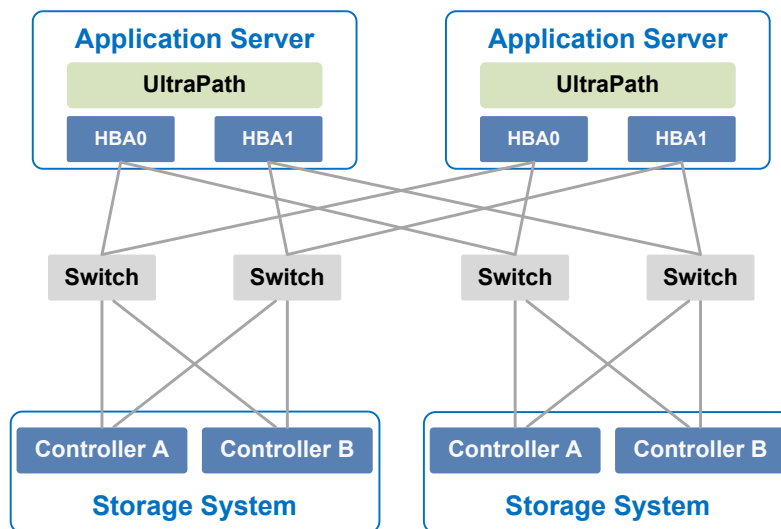 Application Server
UltraPath
HBA0
HBA1
Application Server
UltraPath
HBA0
HBA1
Switch
Switch
Switch
Switch
Controller A
Controller B
Storage System
Controller A
Controller B
Storage System